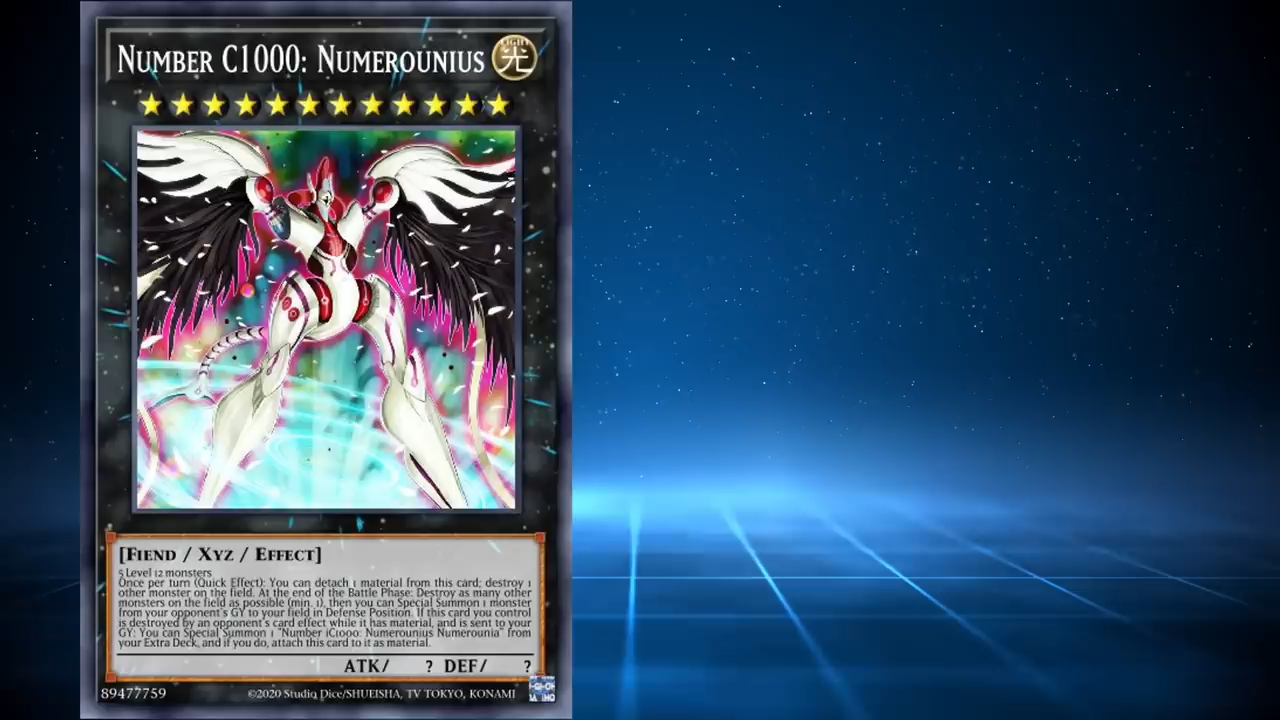 NUMBER C1000: NUMEROUNIUS
LIGHT
光
[FIEND / XYZ / EFFECT]
5 Level 12 monsters
Once per turn (Quick Effect): You can detach 1 material from this card; destroy 1
other monster on the field. At the end of the Battle Phase: Destroy as many other
monsters on the field as possible (min. 1), then you can Special Summon 1 monster
from your opponent's GY to your field in Defense Position. If this card you control
is destroyed by an opponent's card effect while it has material, and is sent to your
GY: You can Special Summon 1 "Number iC1000: Numerounius Numerounia" from
your Extra Deck, and if you do, attach this card to it as material.
ATK/ ? DEF/ ?
89477759 ©2020 Studio Dice/SHUEISHA, TV TOKYO, KONAMI